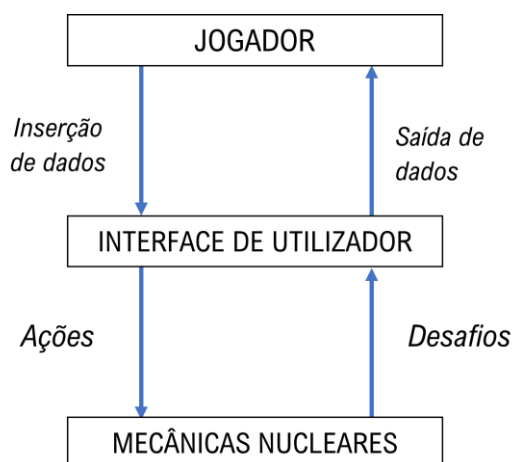 JOGADOR
Inserção
de dados
Saída de
dados
INTERFACE DE UTILIZADOR
Ações
Desafios
MECÂNICAS NUCLEARES